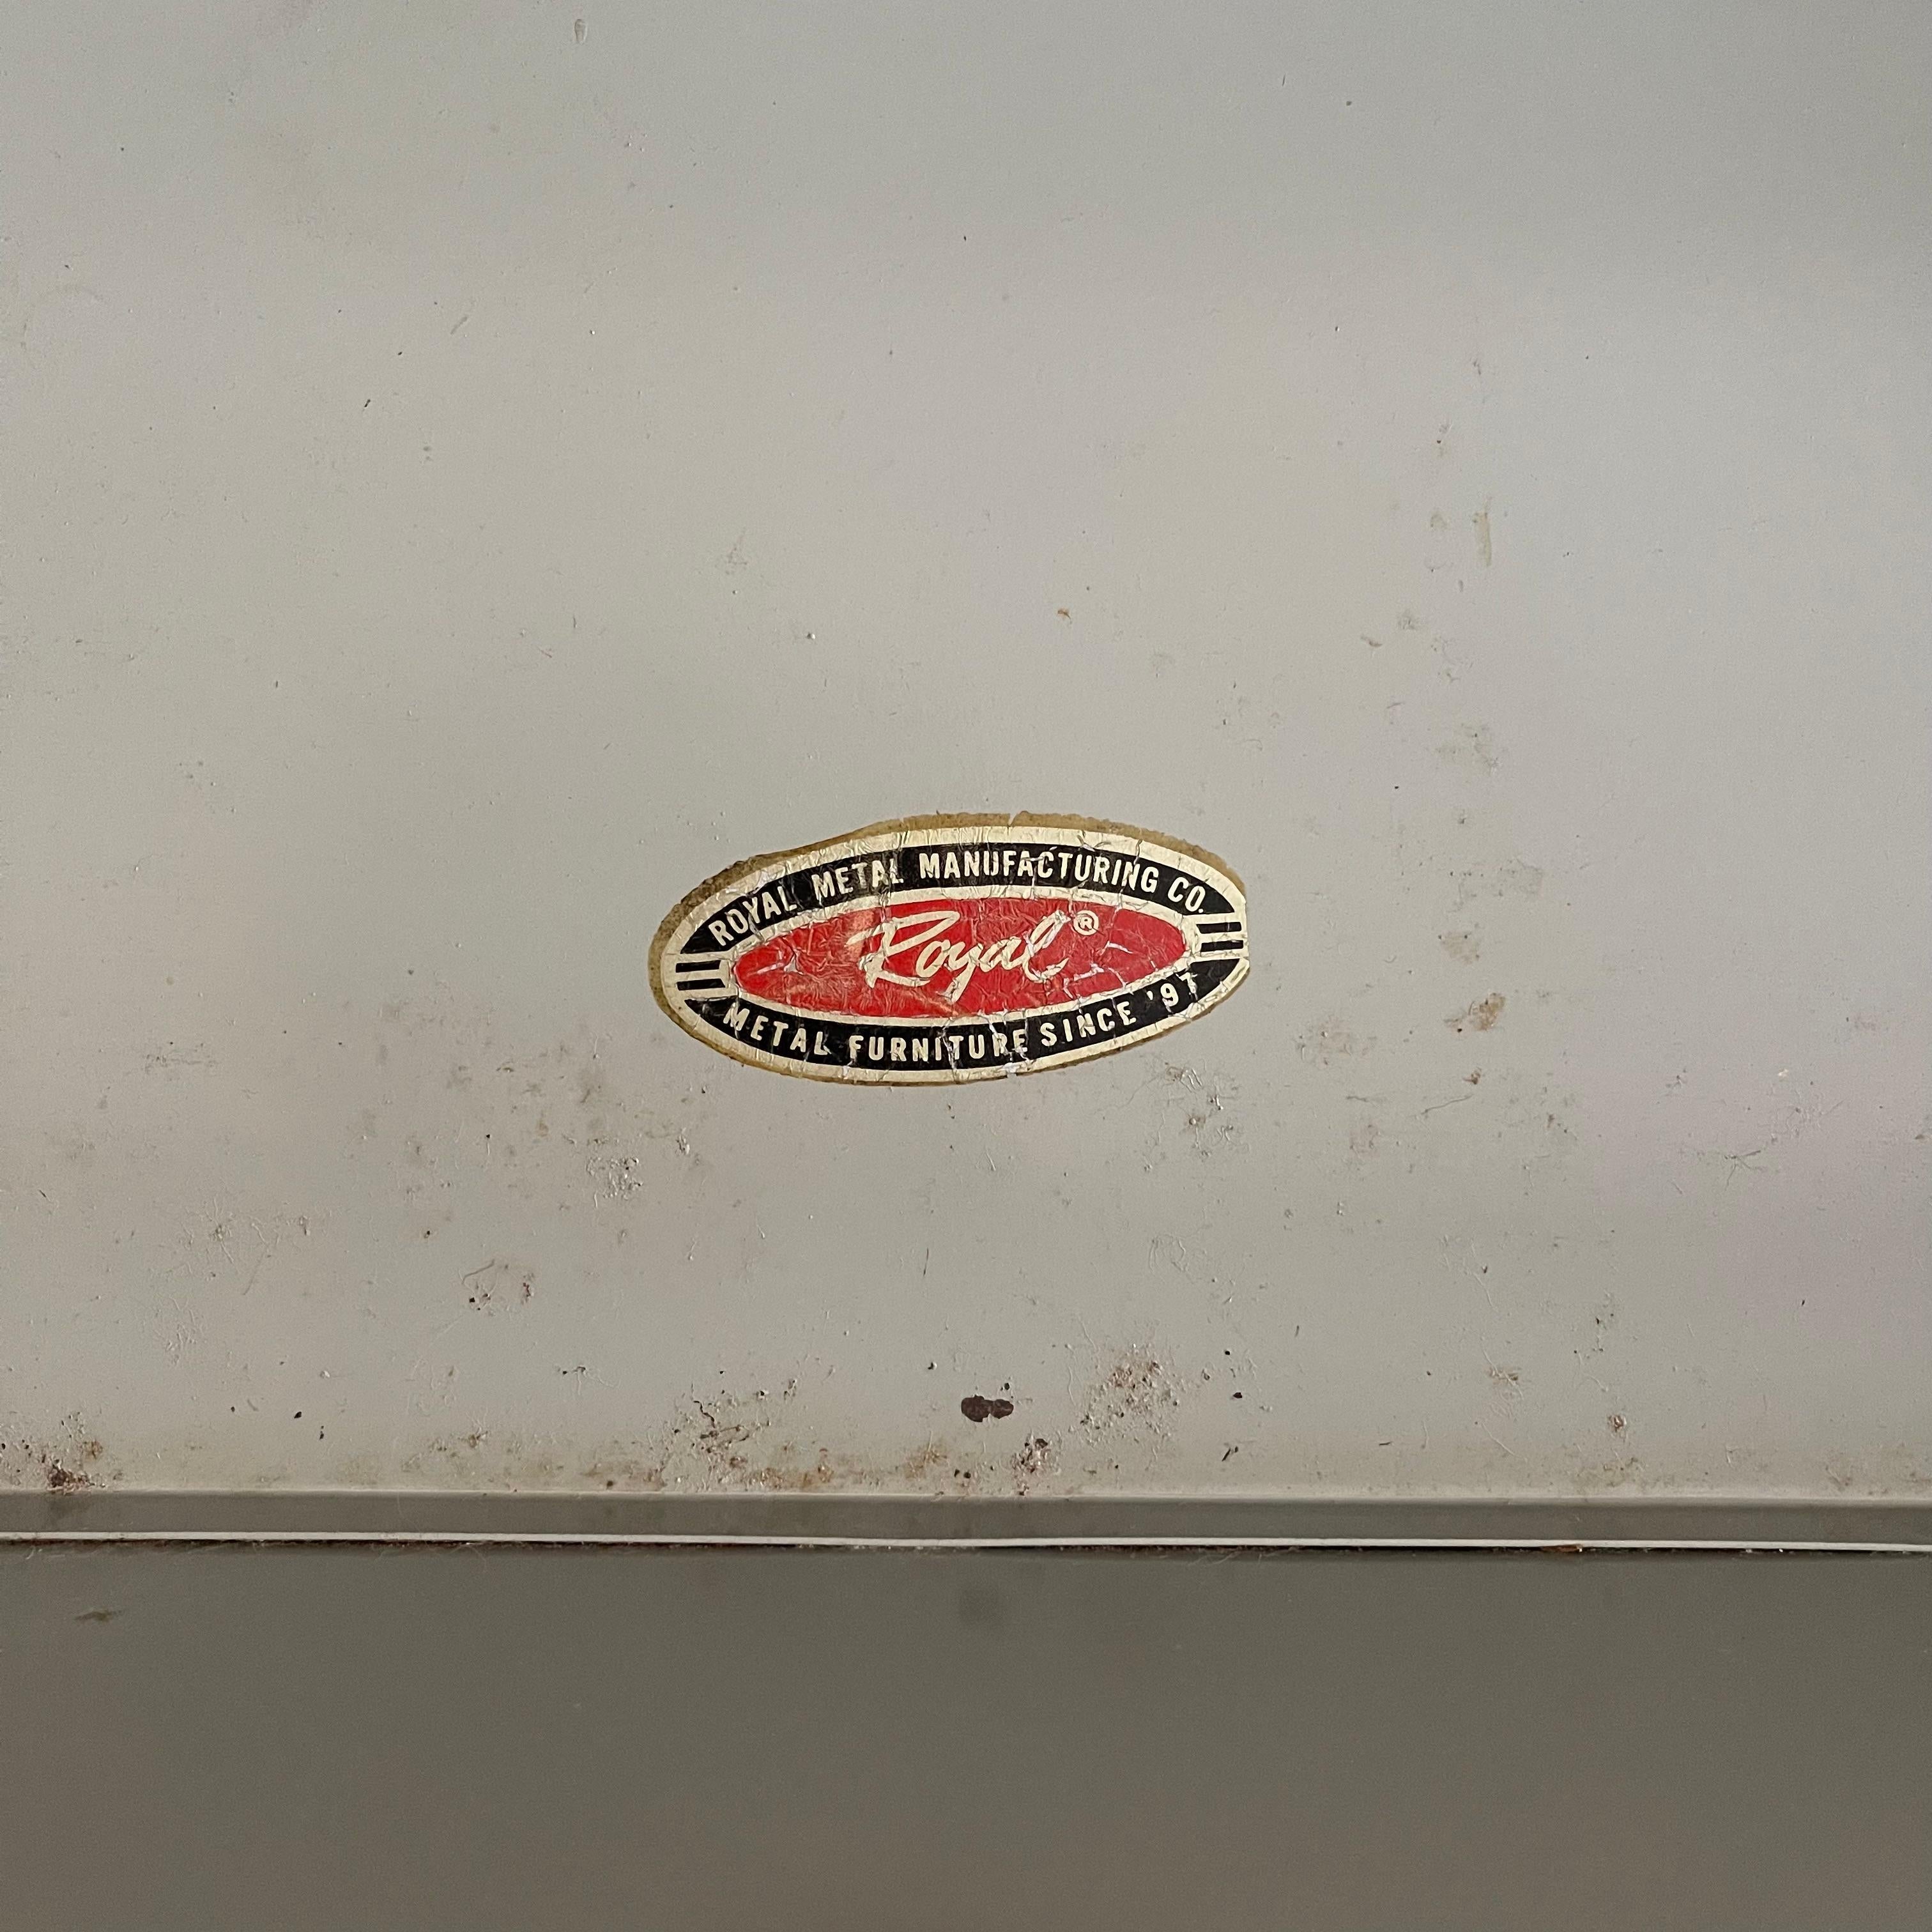 ROYAL METAL MANUFACTURING CO.
Royal®
METAL FURNITURE SINCE '97